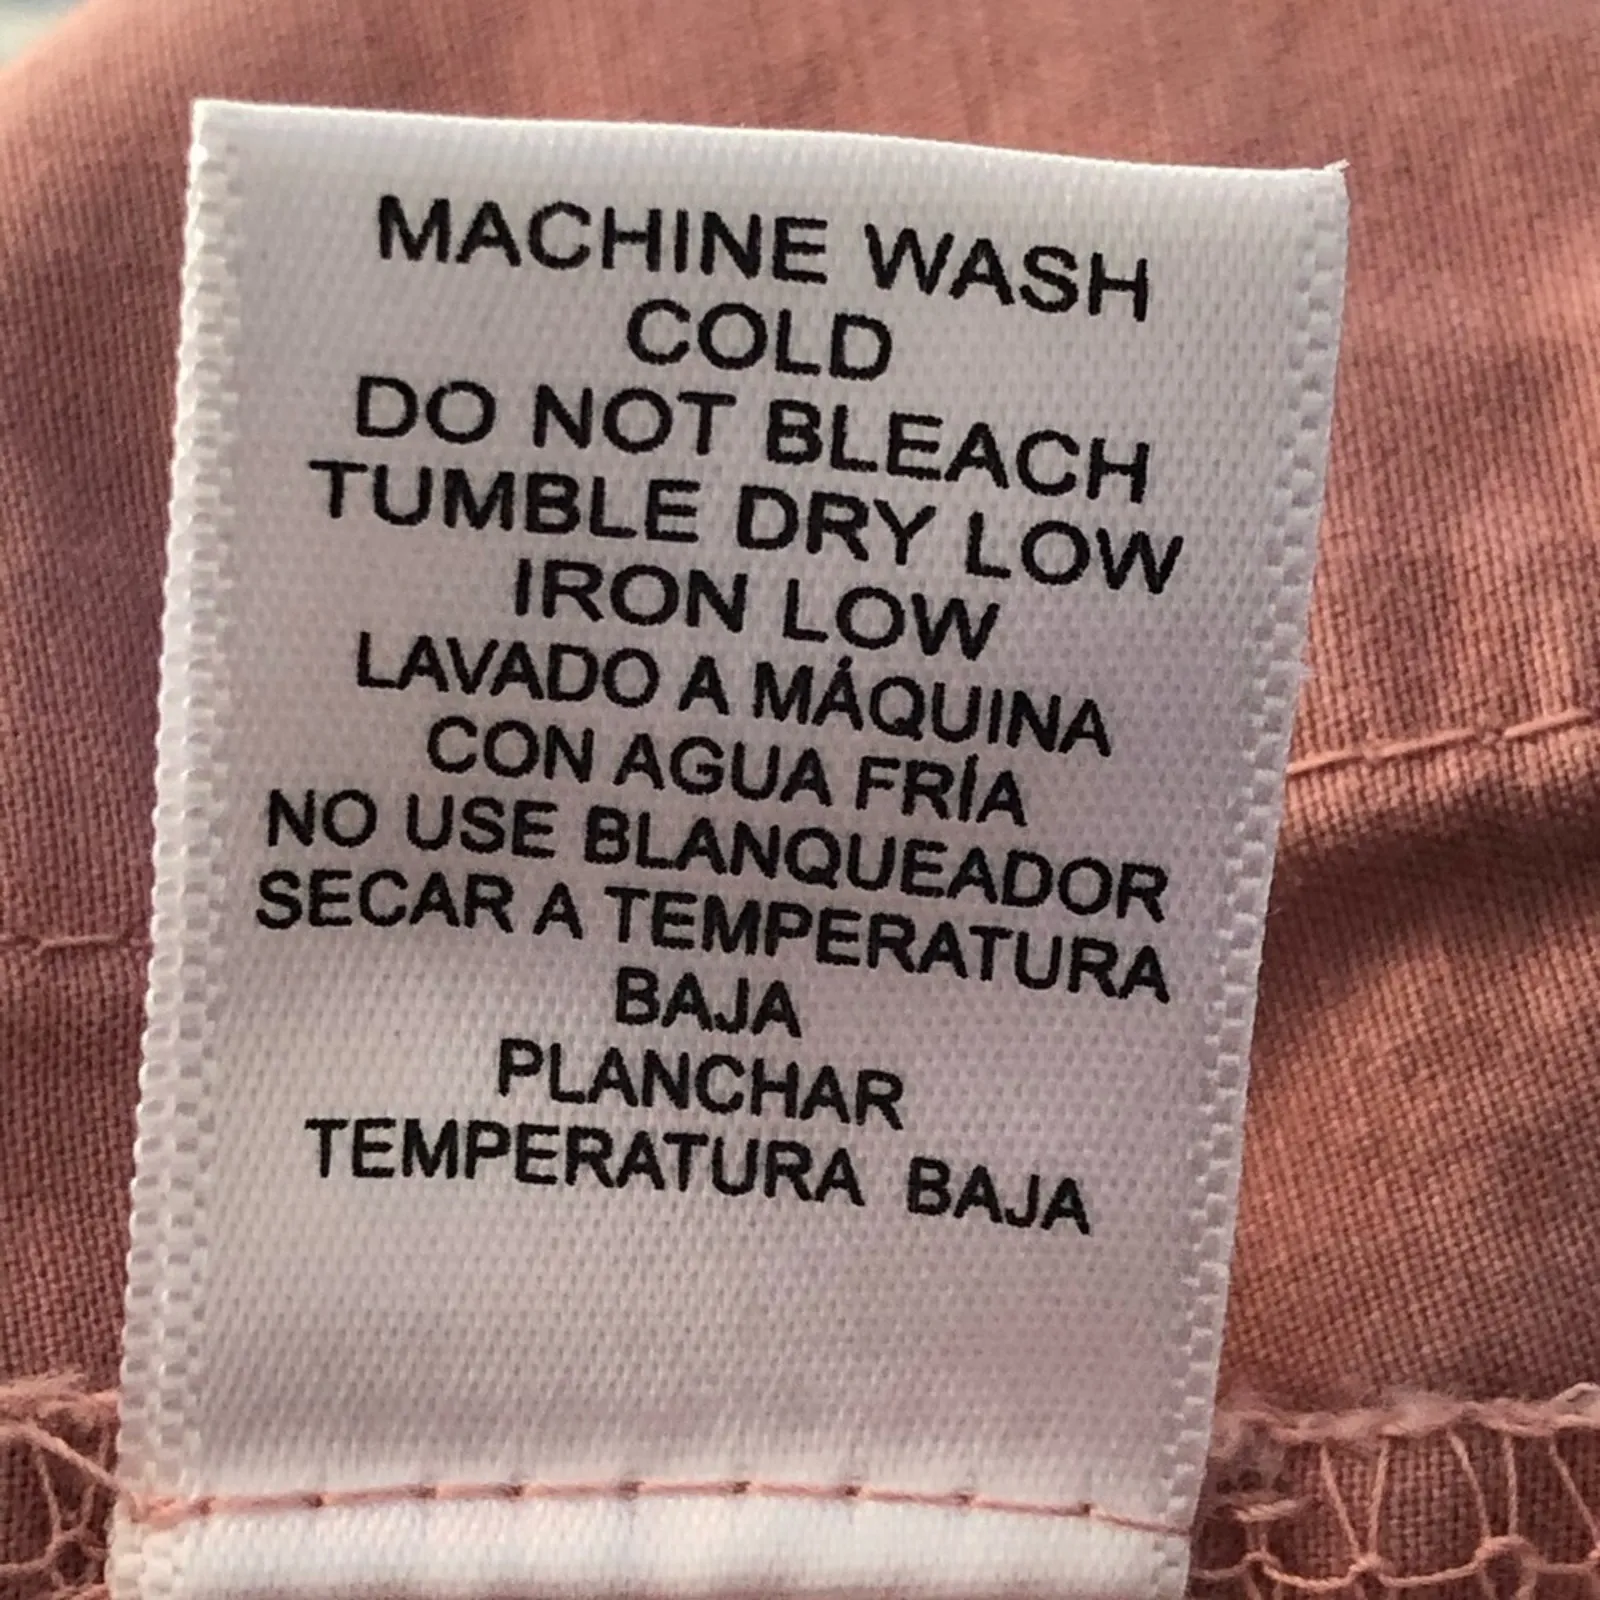 MACHINE WASH
COLD
DO NOT BLEACH
TUMBLE DRY LOW
IRON LOW
LAVADO A MÁQUINA
CON AGUA FRÍA
NO USE BLANQUEADOR
SECAR A TEMPERATURA
BAJA
PLANCHAR
TEMPERATURA BAJA